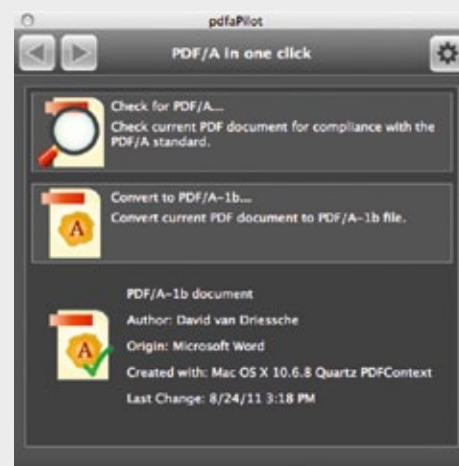 pdfaPilot
PDF/A in one click
Check for PDF/A...
Check current PDF document for compliance with the
PDF/A standard.
Convert to PDF/A-1b...
Convert current PDF document to PDF/A-1b file.
A
PDF/A-1b document
Author: David van Driessche
Origin: Microsoft Word
A
Created with: Mac OS X 10.6.8 Quartz PDFContext
Last Change: 8/24/11 3:18 PM